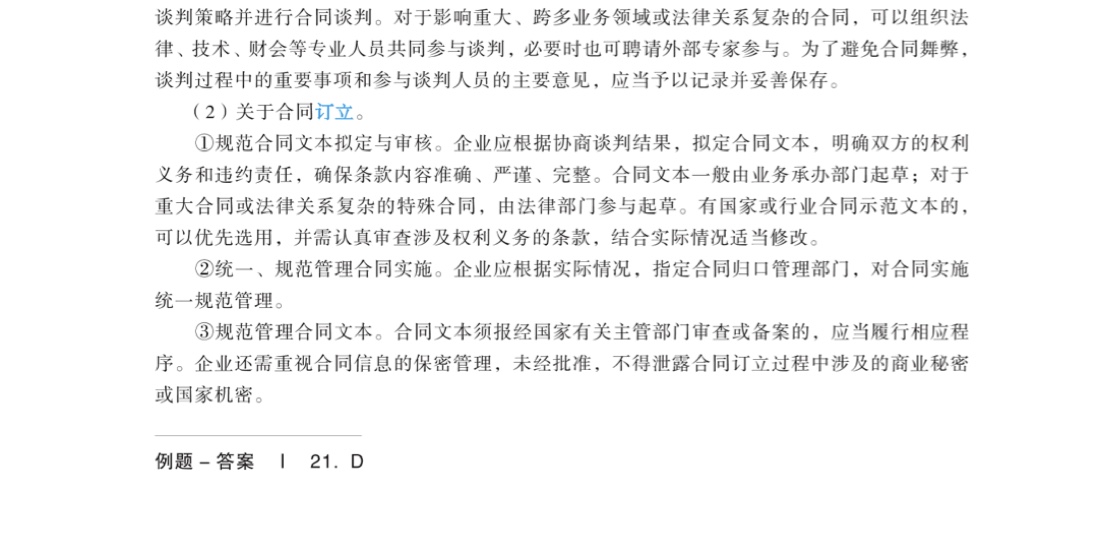 谈判策略并进行合同谈判。对于影响重大、跨多业务领域或法律关系复杂的合同，可以组织法
律、技术、财会等专业人员共同参与谈判，必要时也可聘请外部专家参与。为了避免合同舞弊，
谈判过程中的重要事项和参与谈判人员的主要意见，应当予以记录并妥善保存。
（2）关于合同订立。
①规范合同文本拟定与审核。企业应根据协商谈判结果，拟定合同文本，明确双方的权利
义务和违约责任，确保条款内容准确、严谨、完整。合同文本一般由业务承办部门起草；对于
重大合同或法律关系复杂的特殊合同，由法律部门参与起草。有国家或行业合同示范文本的，
可以优先选用，并需认真审查涉及权利义务的条款，结合实际情况适当修改。
②统一、规范管理合同实施。企业应根据实际情况，指定合同归口管理部门，对合同实施
统一规范管理。
③规范管理合同文本。合同文本须报经国家有关主管部门审查或备案的，应当履行相应程
序。企业还需重视合同信息的保密管理，未经批准，不得泄露合同订立过程中涉及的商业秘密
或国家机密。
例题 – 答案 | 21. D